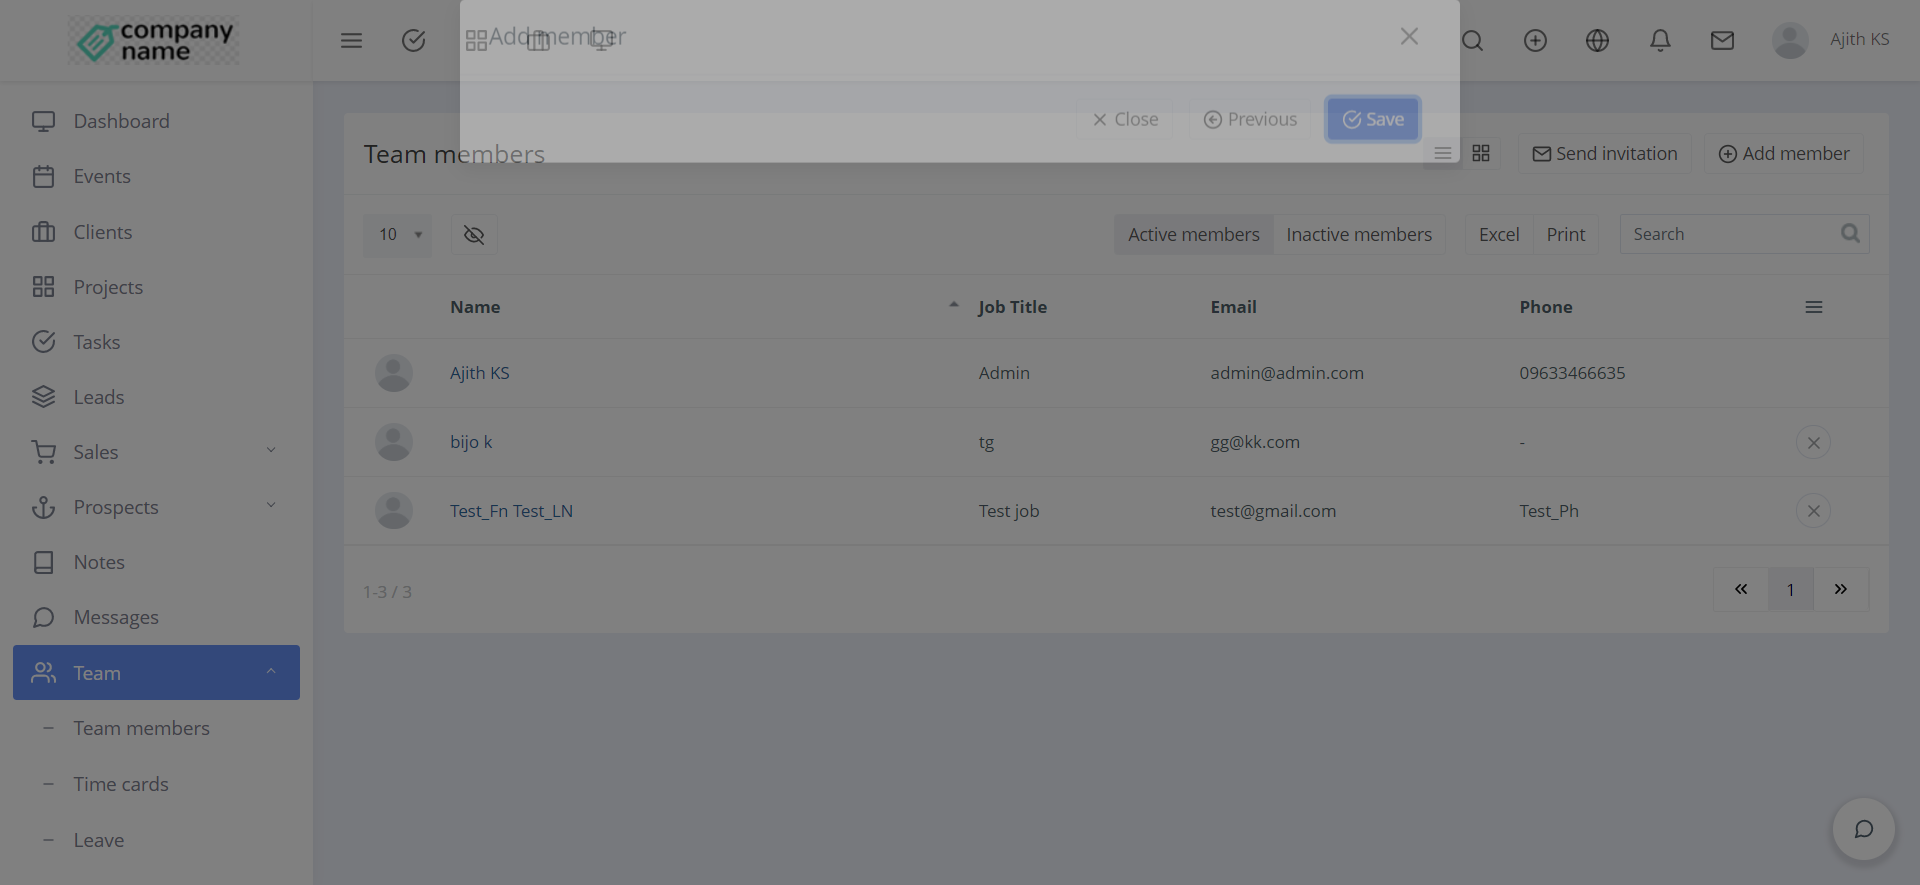 company
name
Add member
Ajith KS
Close
Previous
Save
Dashboard
Events
Clients
Projects
Tasks
Leads
Sales
Prospects
Notes
Messages
Team
Team members
Time cards
Leave
Team members
Send invitation
Add member
10
Active members
Inactive members
Excel
Print
Search
Name Job Title Email Phone
Ajith KS Admin admin@admin.com 09633466635
bijo k tg gg@kk.com -
Test_Fn Test_LN Test job test@gmail.com Test_Ph
1-3 / 3
1